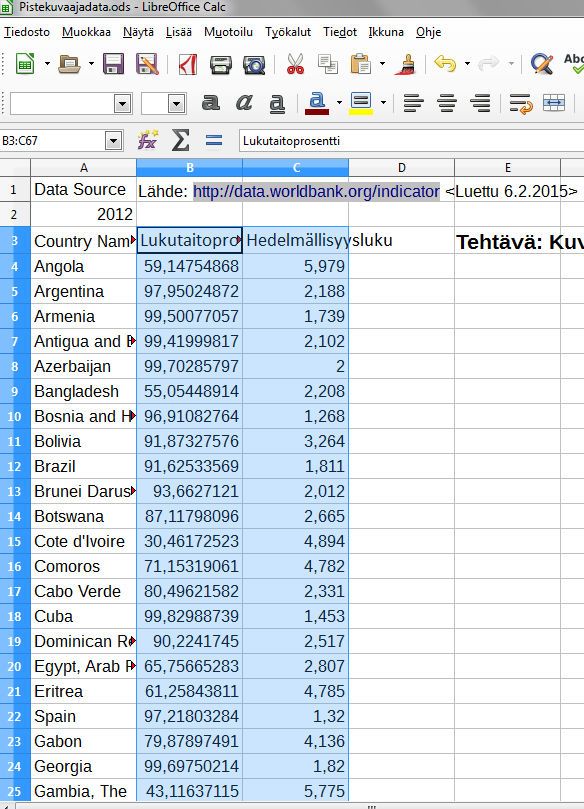 Pistekuvaajadata.ods - LibreOffice Calc
Tiedosto Muokkaa Näytä Lisää Muotoilu Työkalut Tiedot Ikkuna Ohje
Abc
a a a a
B3:C67 fx Σ = Lukutaitoprosentti
A B C D E
1 Data Source Lähde: http://data.worldbank.org/indicator <Luettu 6.2.2015>
2 2012
3 Country Nam Lukutaitopro Hedelmällisyysluku Tehtävä: Kuv
4 Angola 59,14754868 5,979
5 Argentina 97,95024872 2,188
6 Armenia 99,50077057 1,739
7 Antigua and B 99,41999817 2,102
8 Azerbaijan 99,70285797 2
9 Bangladesh 55,05448914 2,208
10 Bosnia and H 96,91082764 1,268
11 Bolivia 91,87327576 3,264
12 Brazil 91,62533569 1,811
13 Brunei Darus 93,6627121 2,012
14 Botswana 87,11798096 2,665
15 Cote d'Ivoire 30,46172523 4,894
16 Comoros 71,15319061 4,782
17 Cabo Verde 80,49621582 2,331
18 Cuba 99,82988739 1,453
19 Dominican Re 90,2241745 2,517
20 Egypt, Arab R 65,75665283 2,807
21 Eritrea 61,25843811 4,785
22 Spain 97,21803284 1,32
23 Gabon 79,87897491 4,136
24 Georgia 99,69750214 1,82
25 Gambia, The 43,11637115 5,775